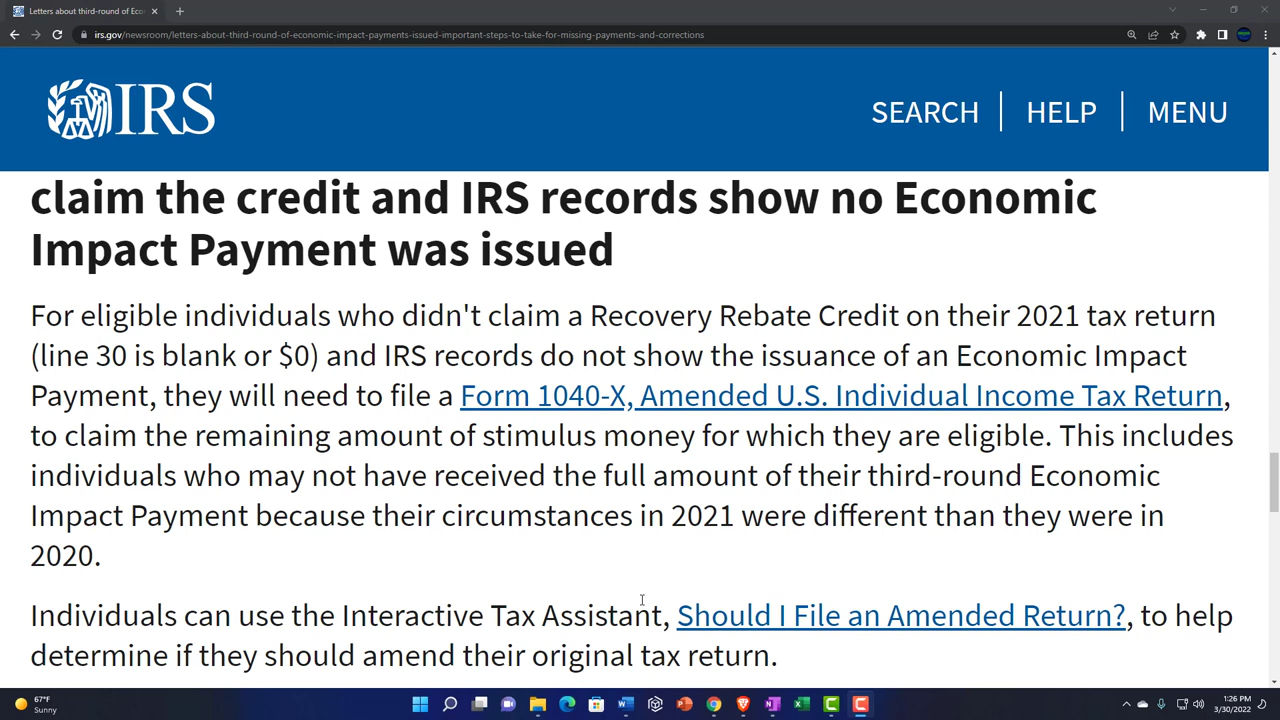 Letters about third-round of Eco
irs.gov/newsroom/letters-about-third-round-of-economic-impact-payments-issued-important-steps-to-take-for-missing-payments-and-corrections
IRS
SEARCH | HELP | MENU
claim the credit and IRS records show no Economic
Impact Payment was issued
For eligible individuals who didn't claim a Recovery Rebate Credit on their 2021 tax return
(line 30 is blank or $0) and IRS records do not show the issuance of an Economic Impact
Payment, they will need to file a Form 1040-X, Amended U.S. Individual Income Tax Return,
to claim the remaining amount of stimulus money for which they are eligible. This includes
individuals who may not have received the full amount of their third-round Economic
Impact Payment because their circumstances in 2021 were different than they were in
2020.
Individuals can use the Interactive Tax Assistant, Should I File an Amended Return?, to help
determine if they should amend their original tax return.
67°F
Sunny
1:26 PM
3/30/2022